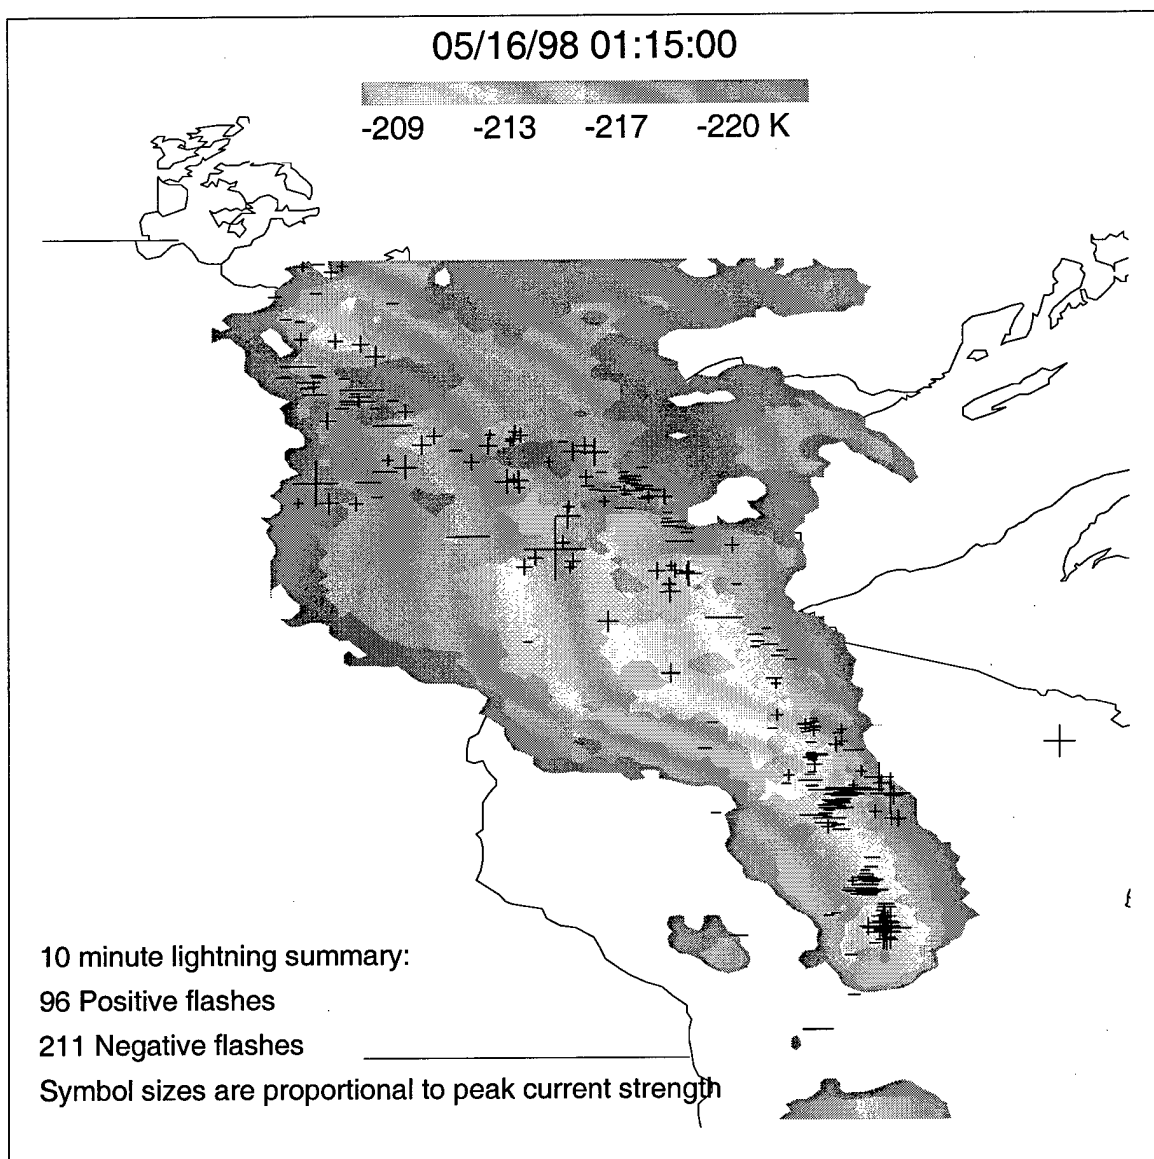 05/16/98 01:15:00
-209 -213 -217 -220 K
10 minute lightning summary:
96 Positive flashes
211 Negative flashes
Symbol sizes are proportional to peak current strength